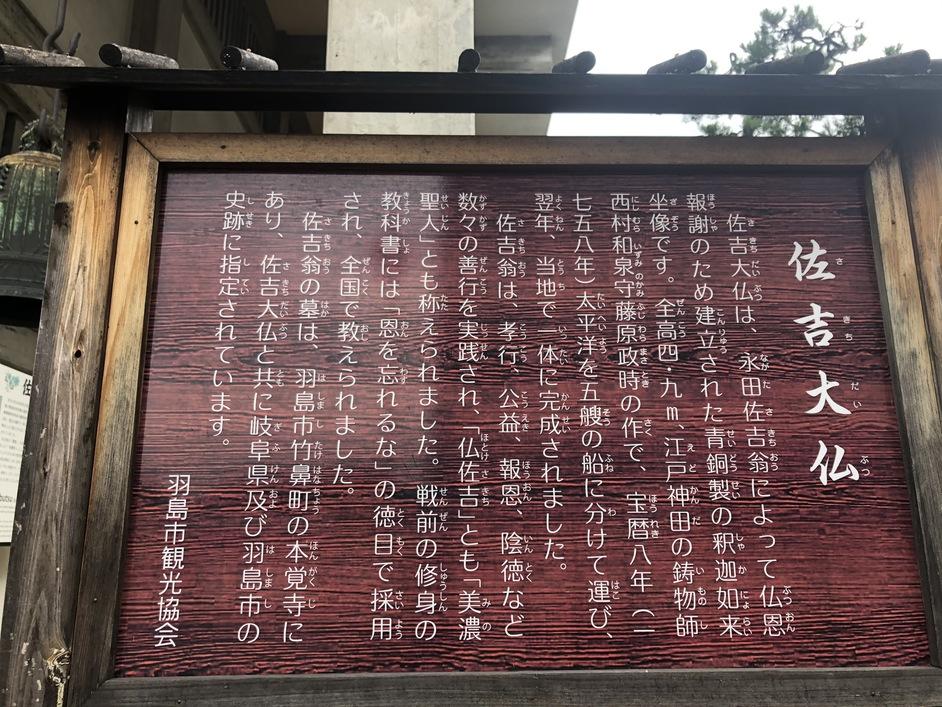 佐吉大仏
佐吉大仏は、永田佐吉翁によって仏恩
報謝のため建立された青銅製の釈迦如来
坐像です。全高四・九m、江戸神田の鋳物師
西村和泉守藤原政時の作で、宝暦八年（一
七五八年）太平洋を五艘の船に分けて運び、
翌年、当地で一体に完成されました。
佐吉翁は、孝行、公益、報恩、陰徳など
数々の善行を実践され、「仏佐吉」とも「美濃
聖人」とも称えられました。戦前の修身の
教科書には「恩を忘れるな」の徳目で採用
され、全国で教えられました。
佐吉翁の墓は、羽島市竹鼻町の本覚寺に
あり、佐吉大仏と共に岐阜県及び羽島市の
史跡に指定されています。
羽島市観光協会